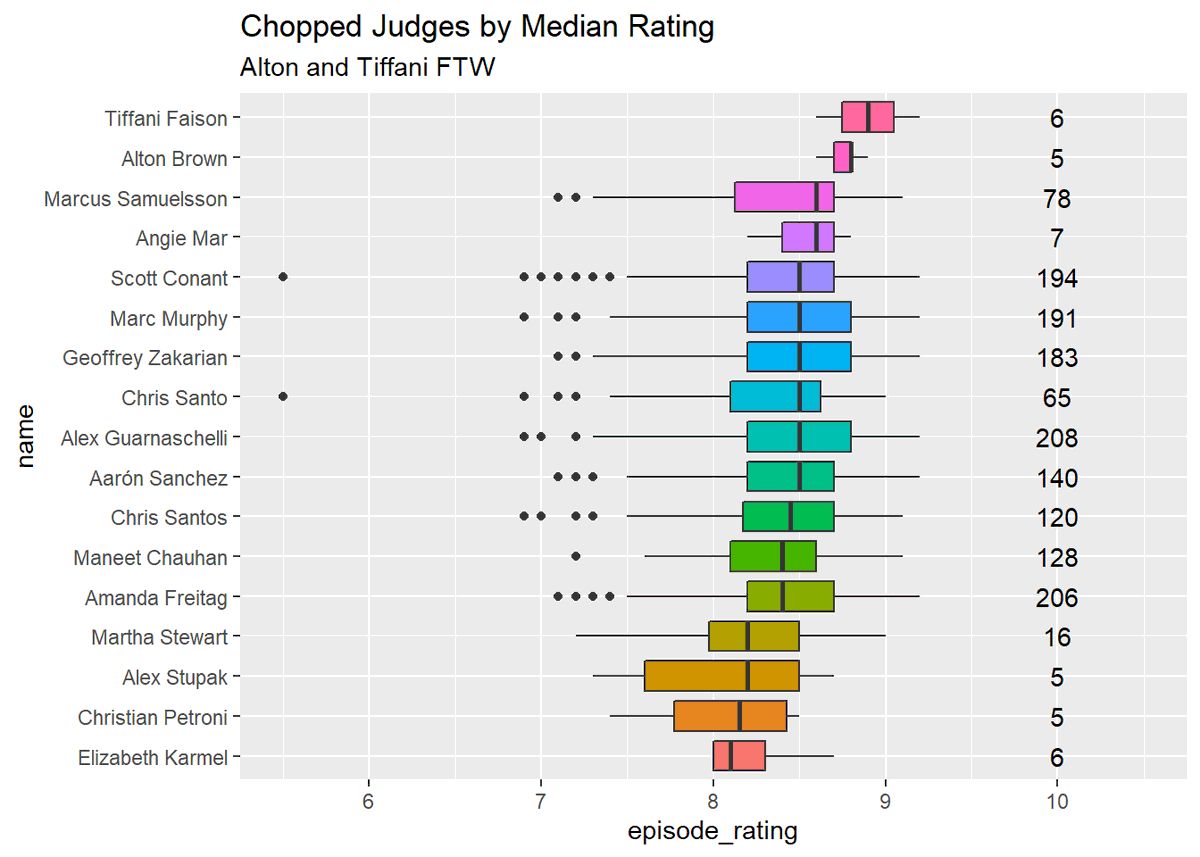 Chopped Judges by Median Rating
Alton and Tiffani FTW
Tiffani Faison 6
Alton Brown 5
Marcus Samuelsson 78
Angie Mar 7
Scott Conant 194
Marc Murphy 191
Geoffrey Zakarian 183
Chris Santo 65
Alex Guarnaschelli 208
Aarón Sanchez 140
Chris Santos 120
Maneet Chauhan 128
Amanda Freitag 206
Martha Stewart 16
Alex Stupak 5
Christian Petroni 5
Elizabeth Karmel 6
name
6 7 8 9 10
episode_rating